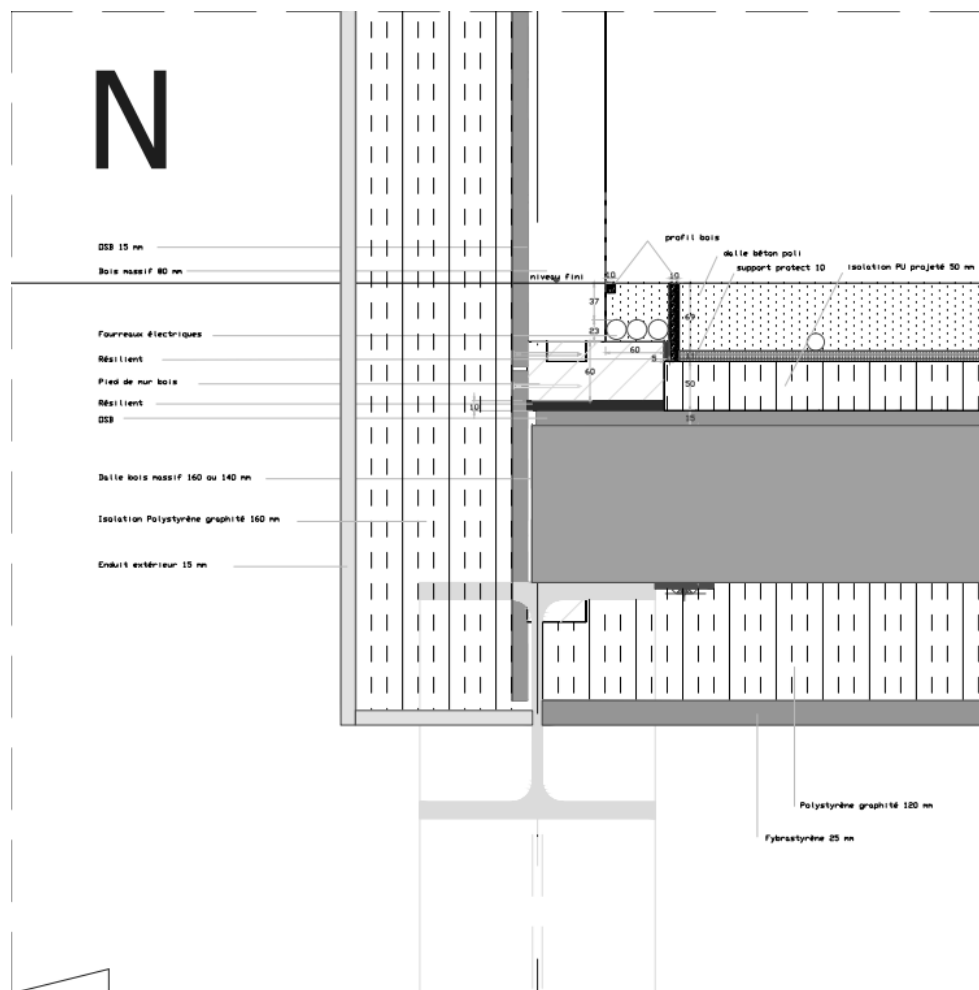 N
profil bois
OSB 15 mm
dalle béton poli
support protect 10
isolation PU projeté 50 mm
Bois massif 80 mm
niveau fini
10
10
37
69
Fourreaux électriques
23
60
Résilient
5
11
60
Pied de mur bois
50
Résilient
10
OSB
15
Dalle bois massif 160 ou 140 mm
Isolation Polystyrène graphité 160 mm
Enduit extérieur 15 mm
Polystyrène graphité 120 mm
Fybrastyrène 25 mm